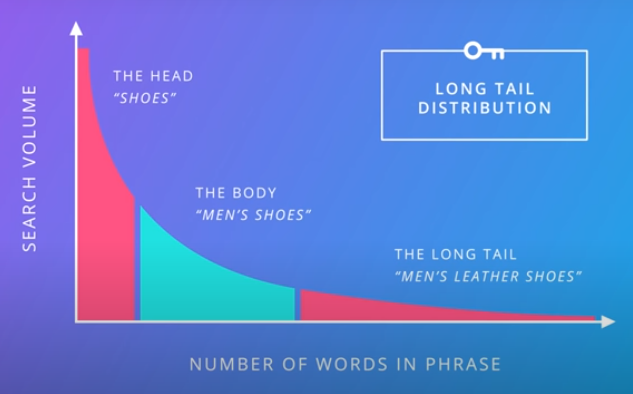 THE HEAD
“SHOES”
LONG TAIL
DISTRIBUTION
SEARCH VOLUME
THE BODY
“MEN’S SHOES”
THE LONG TAIL
“MEN’S LEATHER SHOES”
NUMBER OF WORDS IN PHRASE